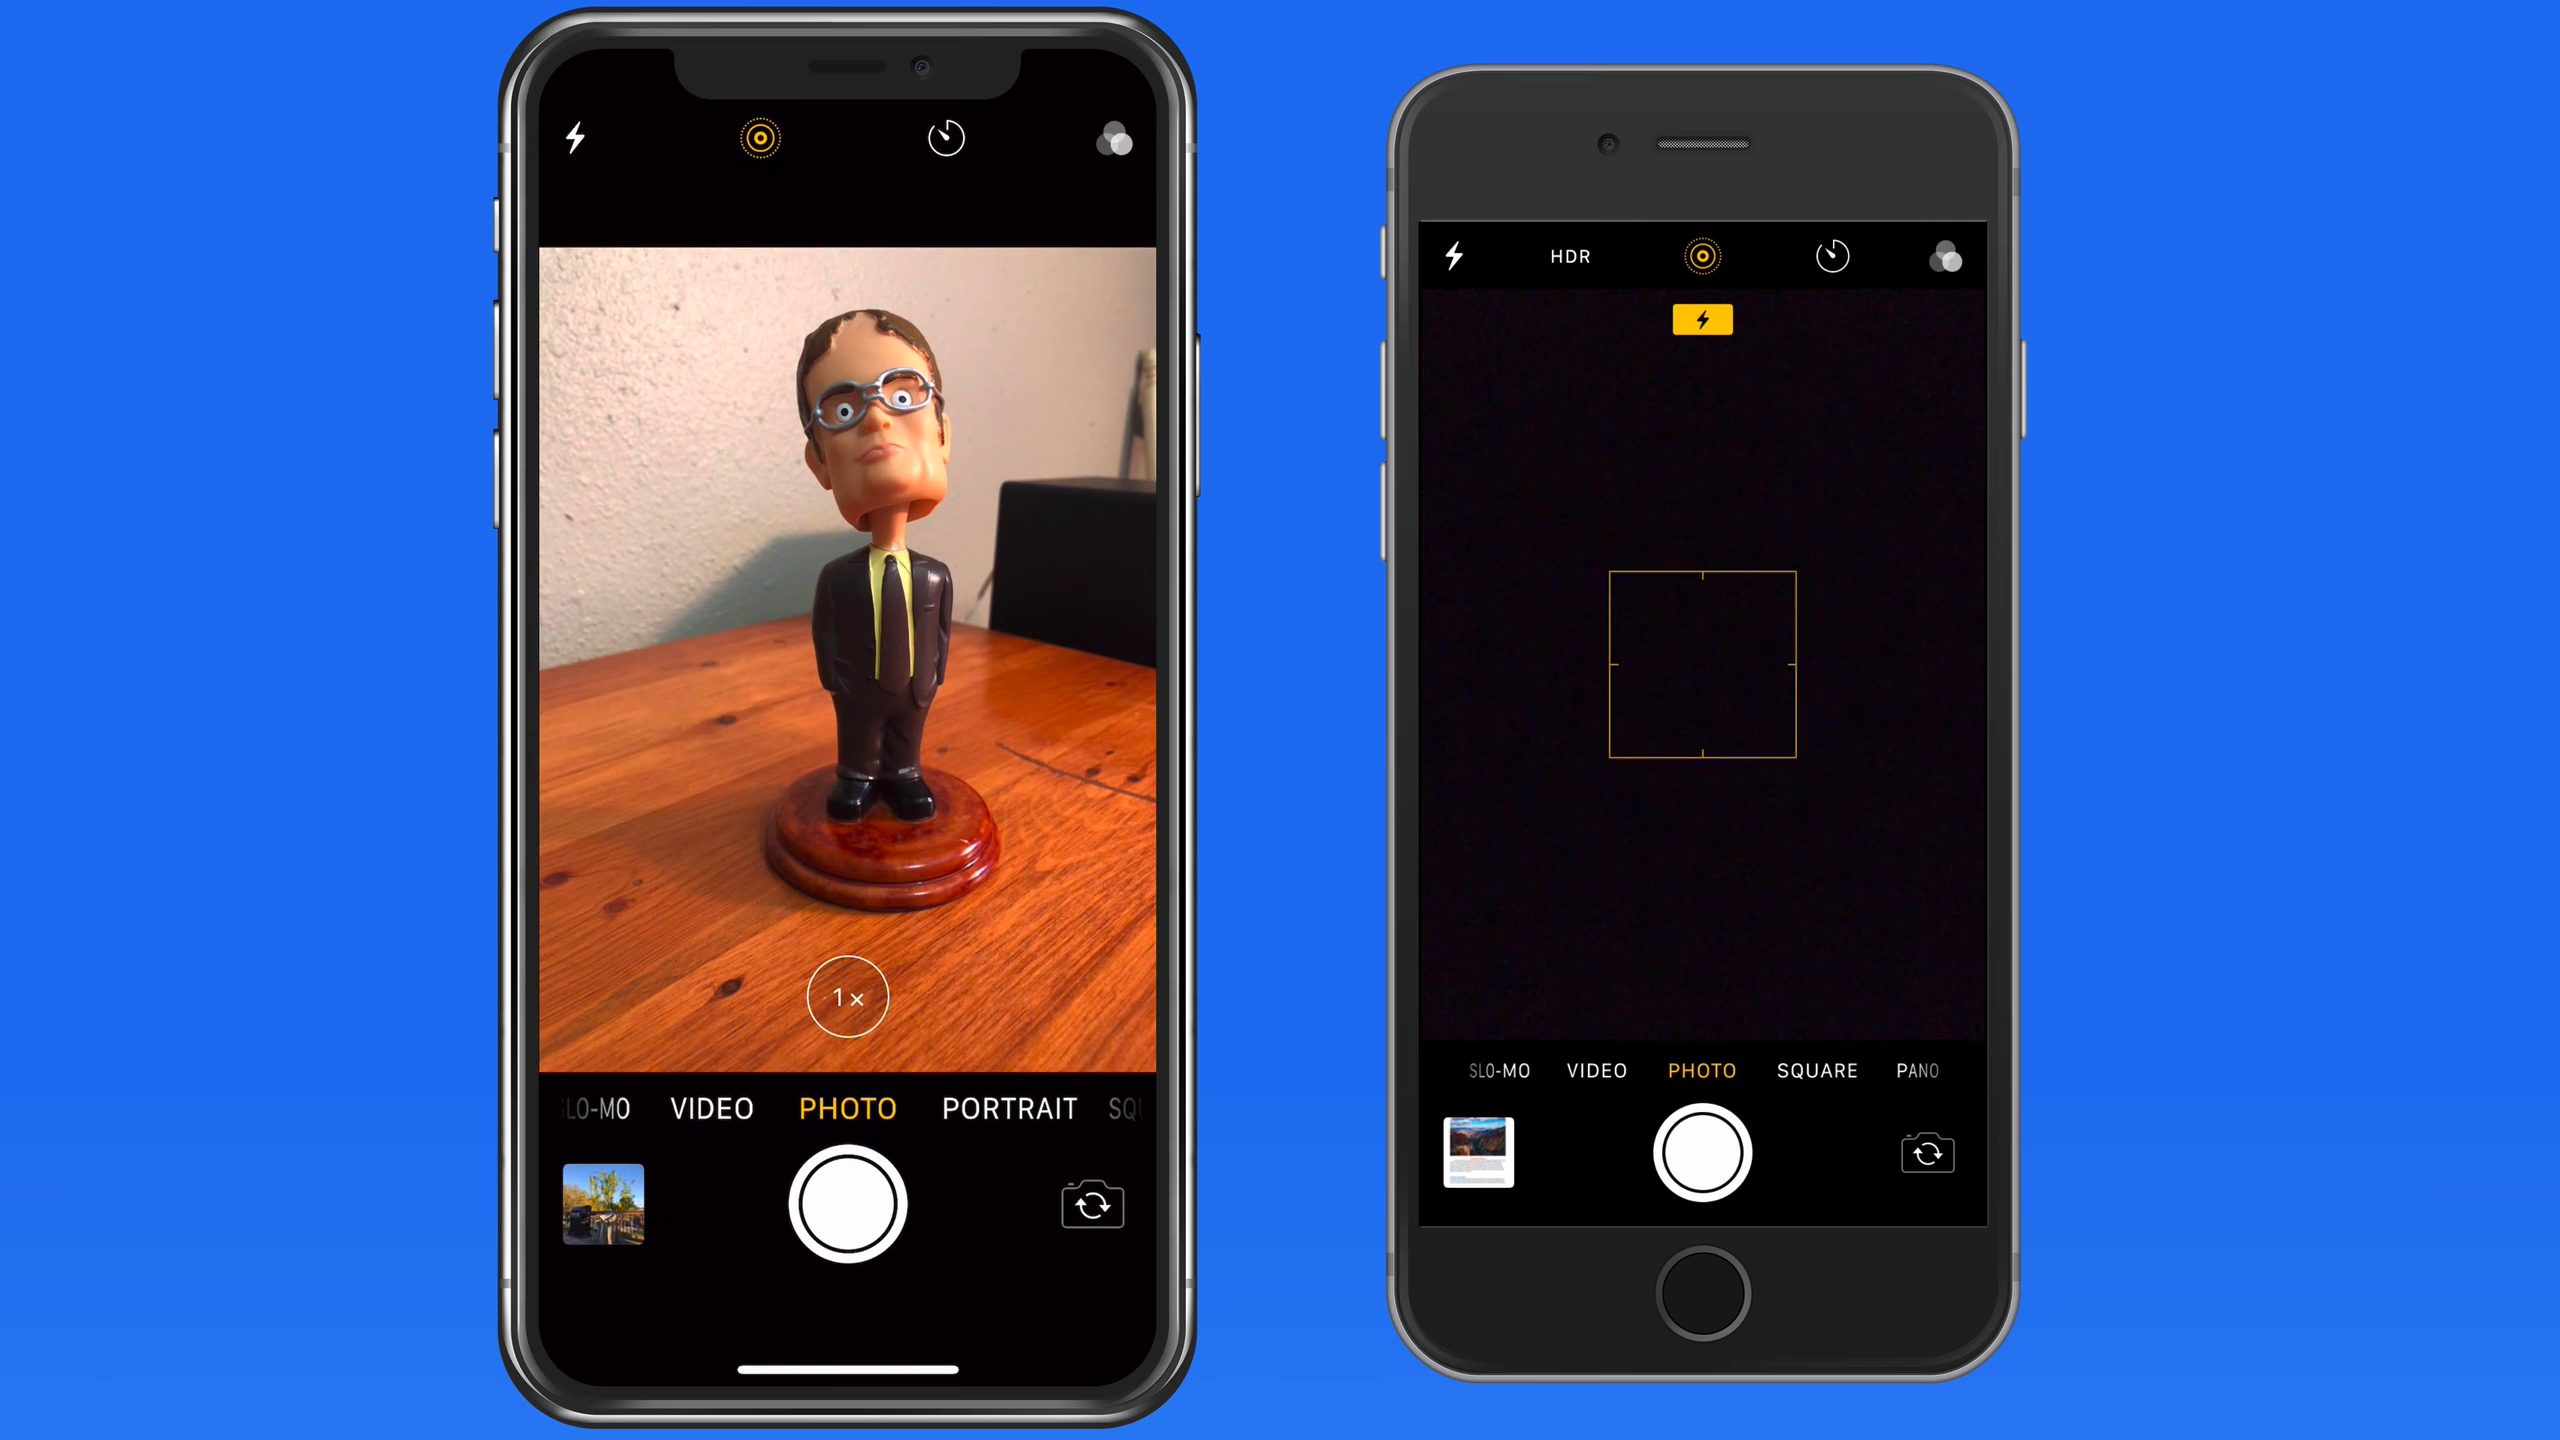 1×
SLO-MO VIDEO PHOTO PORTRAIT SQU
HDR
SLO-MO VIDEO PHOTO SQUARE PANO